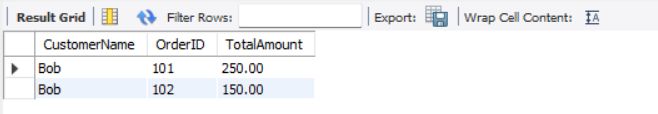 Result Grid Filter Rows: Export: Wrap Cell Content: IA
CustomerName OrderID TotalAmount
Bob 101 250.00
Bob 102 150.00